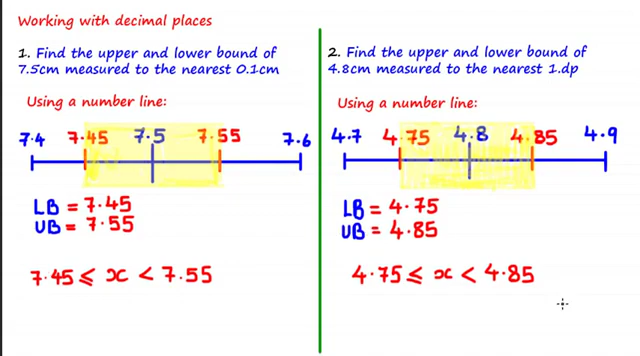 Working with decimal places
1. Find the upper and lower bound of
7.5cm measured to the nearest 0.1cm
Using a number line:
7.4 7.45 7.5 7.55 7.6
LB = 7.45
UB = 7.55
7.45 ≤ x < 7.55
2. Find the upper and lower bound of
4.8cm measured to the nearest 1.dp
Using a number line:
4.7 4.75 4.8 4.85 4.9
LB = 4.75
UB = 4.85
4.75 ≤ x < 4.85